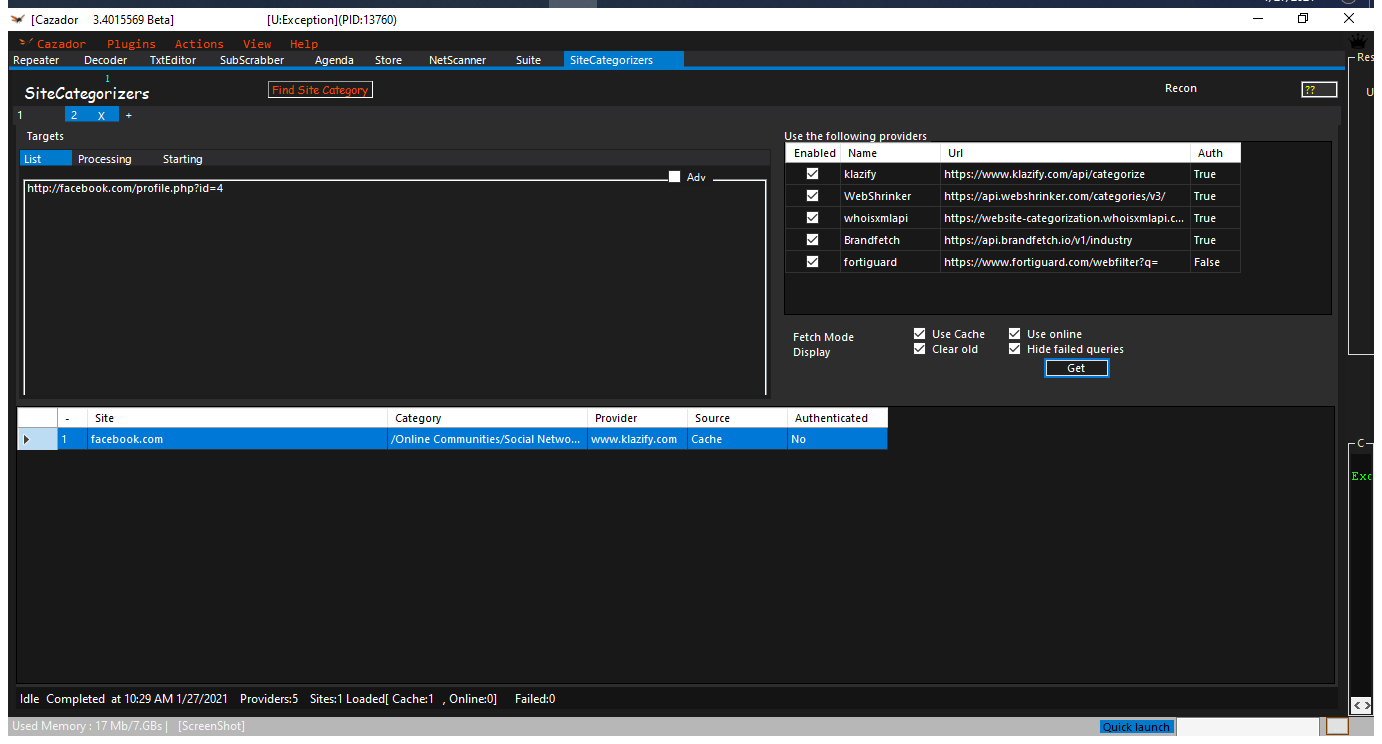 [Cazador 3.4015569 Beta] [U:Exception](PID:13760)
Cazador Plugins Actions View Help
Repeater Decoder TxtEditor SubScrabber Agenda Store NetScanner Suite SiteCategorizers
1
SiteCategorizers Find Site Category Recon ??
1 2 X +
Targets
List Processing Starting
Adv
http://facebook.com/profile.php?id=4
Use the following providers
Enabled Name Url Auth
klazify https://www.klazify.com/api/categorize True
WebShrinker https://api.webshrinker.com/categories/v3/ True
whoisxmlapi https://website-categorization.whoisxmlapi.c... True
Brandfetch https://api.brandfetch.io/v1/industry True
fortiguard https://www.fortiguard.com/webfilter?q= False
Fetch Mode Use Cache Use online
Display Clear old Hide failed queries
Get
- Site Category Provider Source Authenticated
1 facebook.com /Online Communities/Social Netwo... www.klazify.com Cache No
Idle Completed at 10:29 AM 1/27/2021 Providers:5 Sites:1 Loaded[ Cache:1 , Online:0] Failed:0
Used Memory : 17 Mb/7.GBs | [ScreenShot] Quick launch
Res
U
C
Exc
< >